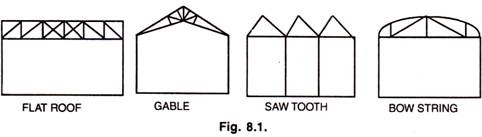 FLAT ROOF
GABLE
SAW TOOTH
BOW STRING
Fig. 8.1.